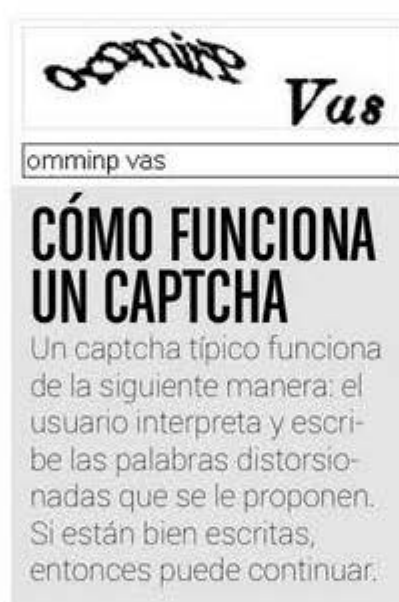 Vas
omminp vas
CÓMO FUNCIONA
UN CAPTCHA
Un captcha típico funciona
de la siguiente manera: el
usuario interpreta y escri-
be las palabras distorsio-
nadas que se le proponen.
Si están bien escritas,
entonces puede continuar.